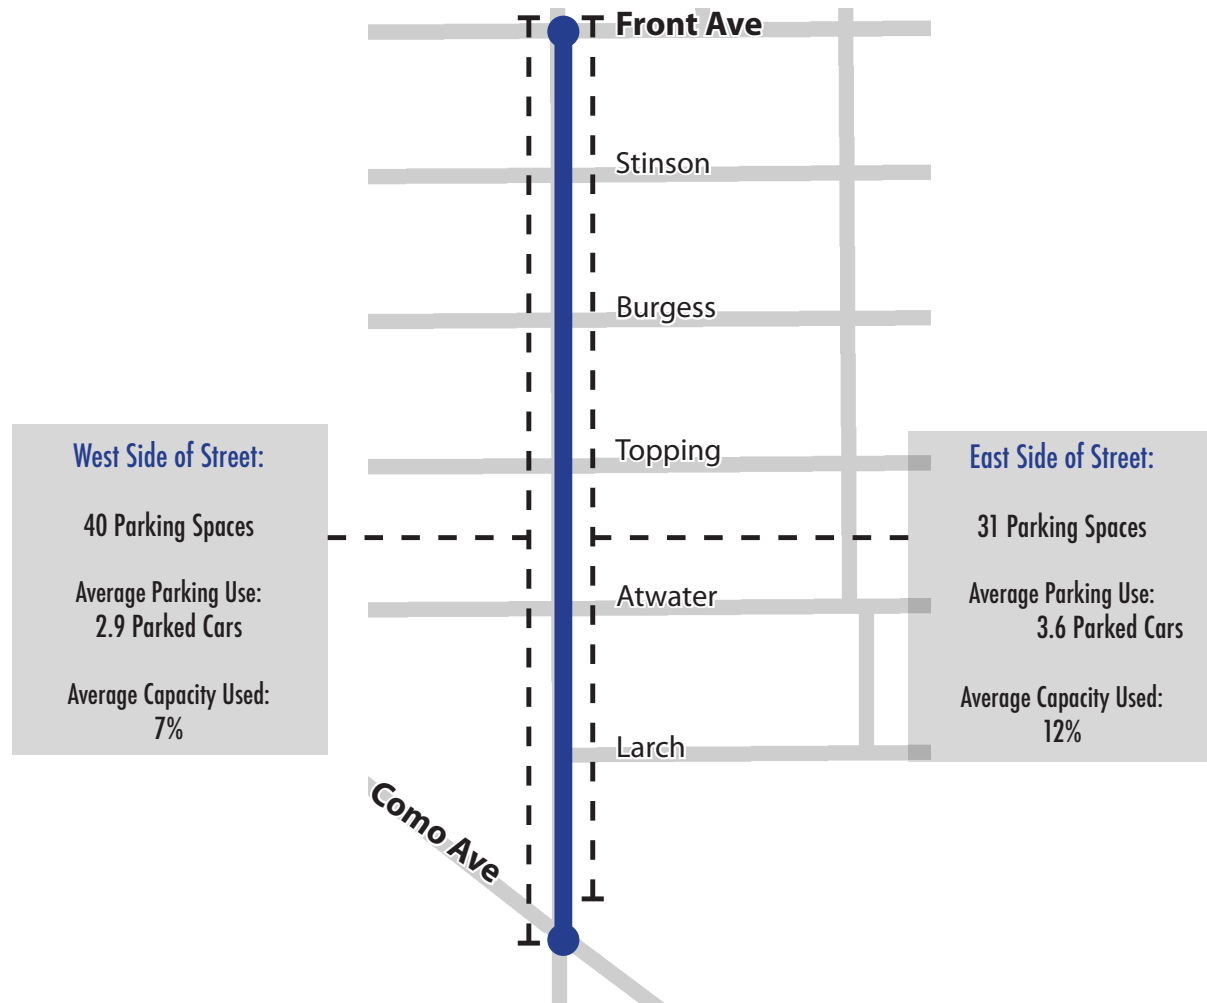 Front Ave
Stinson
Burgess
Topping
Atwater
Larch
Como Ave
West Side of Street:
40 Parking Spaces
Average Parking Use:
2.9 Parked Cars
Average Capacity Used:
7%
East Side of Street:
31 Parking Spaces
Average Parking Use:
3.6 Parked Cars
Average Capacity Used:
12%